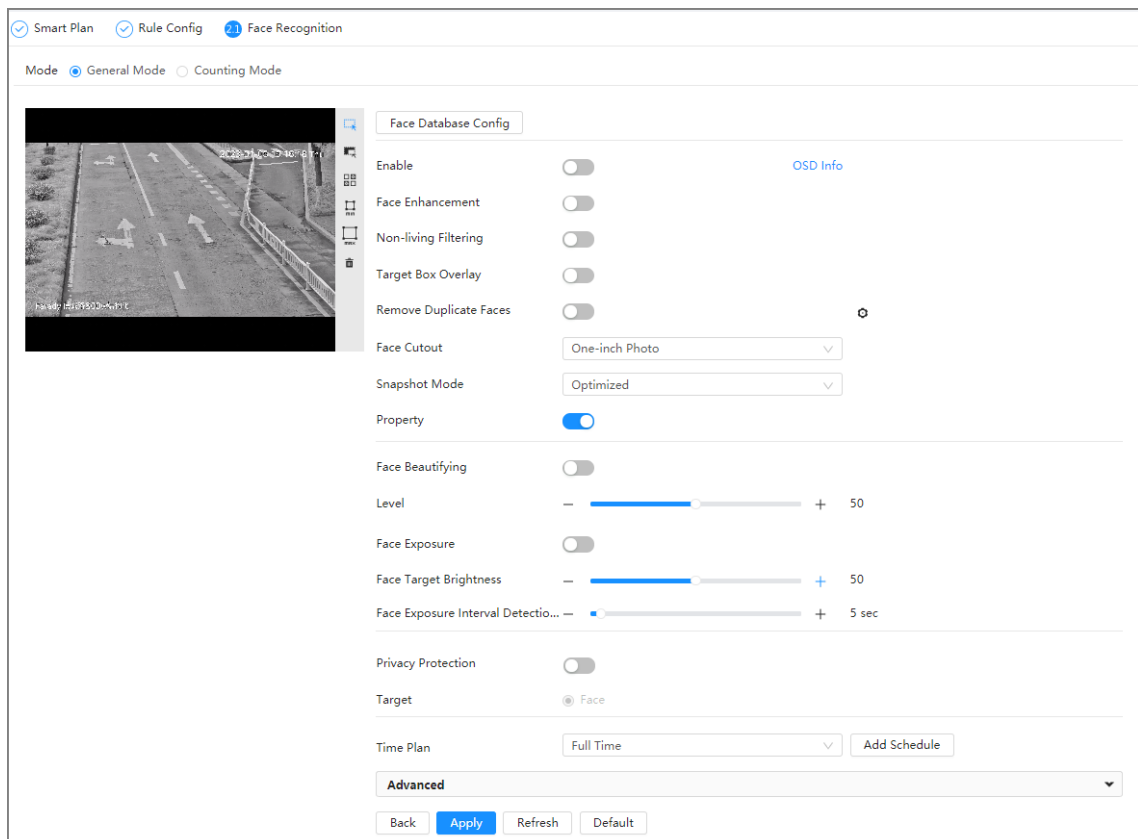 Smart Plan Rule Config 2.1 Face Recognition
Mode General Mode Counting Mode
Face Database Config
Enable OSD Info
Face Enhancement
Non-living Filtering
Target Box Overlay
Remove Duplicate Faces
Face Cutout One-inch Photo
Snapshot Mode Optimized
Property
Face Beautifying
Level 50
Face Exposure
Face Target Brightness 50
Face Exposure Interval Detectio... 5 sec
Privacy Protection
Target Face
Time Plan Full Time Add Schedule
Advanced
Back Apply Refresh Default